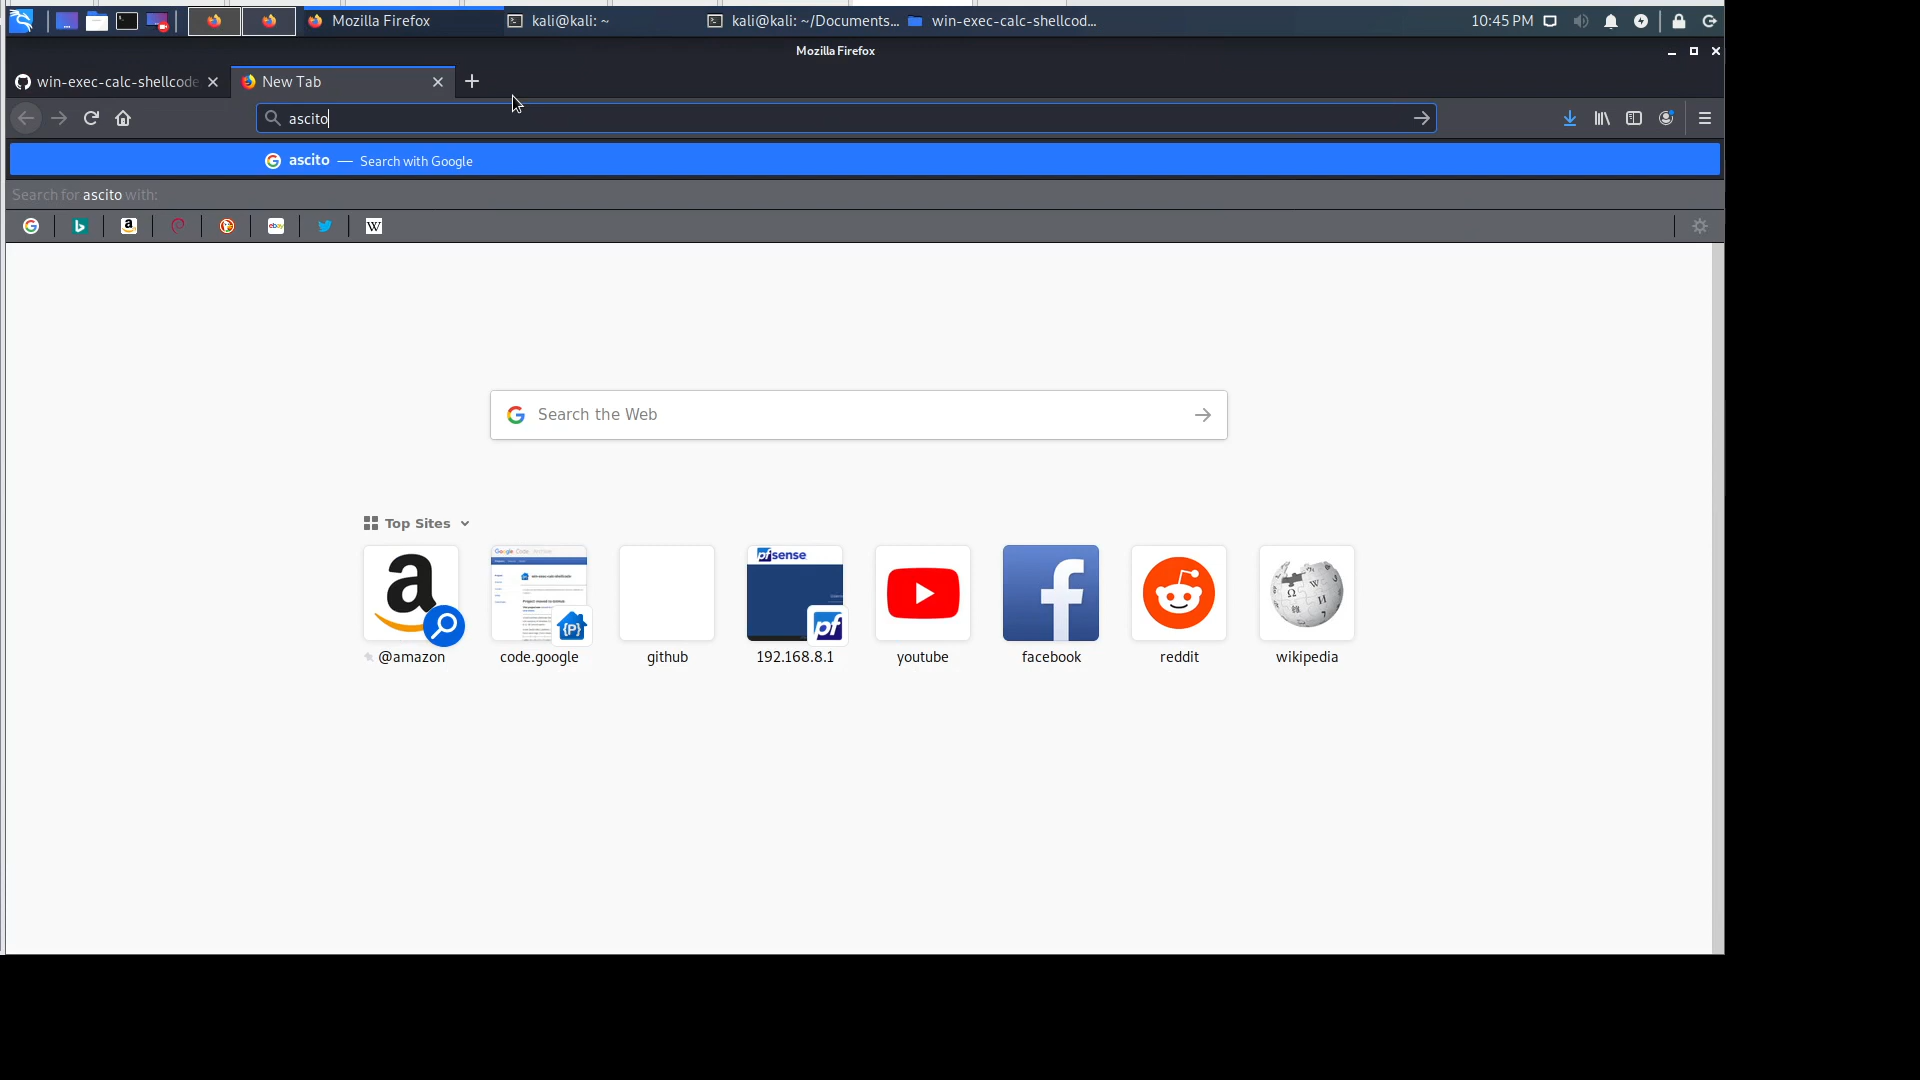 Mozilla Firefox
kali@kali: ~
kali@kali: ~/Documents...
win-exec-calc-shellcod...
10:45 PM
Mozilla Firefox
win-exec-calc-shellcode
New Tab
ascito
ascito — Search with Google
Search for ascito with:
Search the Web
Top Sites
pfsense
pf
{P}
@amazon
code.google
github
192.168.8.1
youtube
facebook
reddit
wikipedia